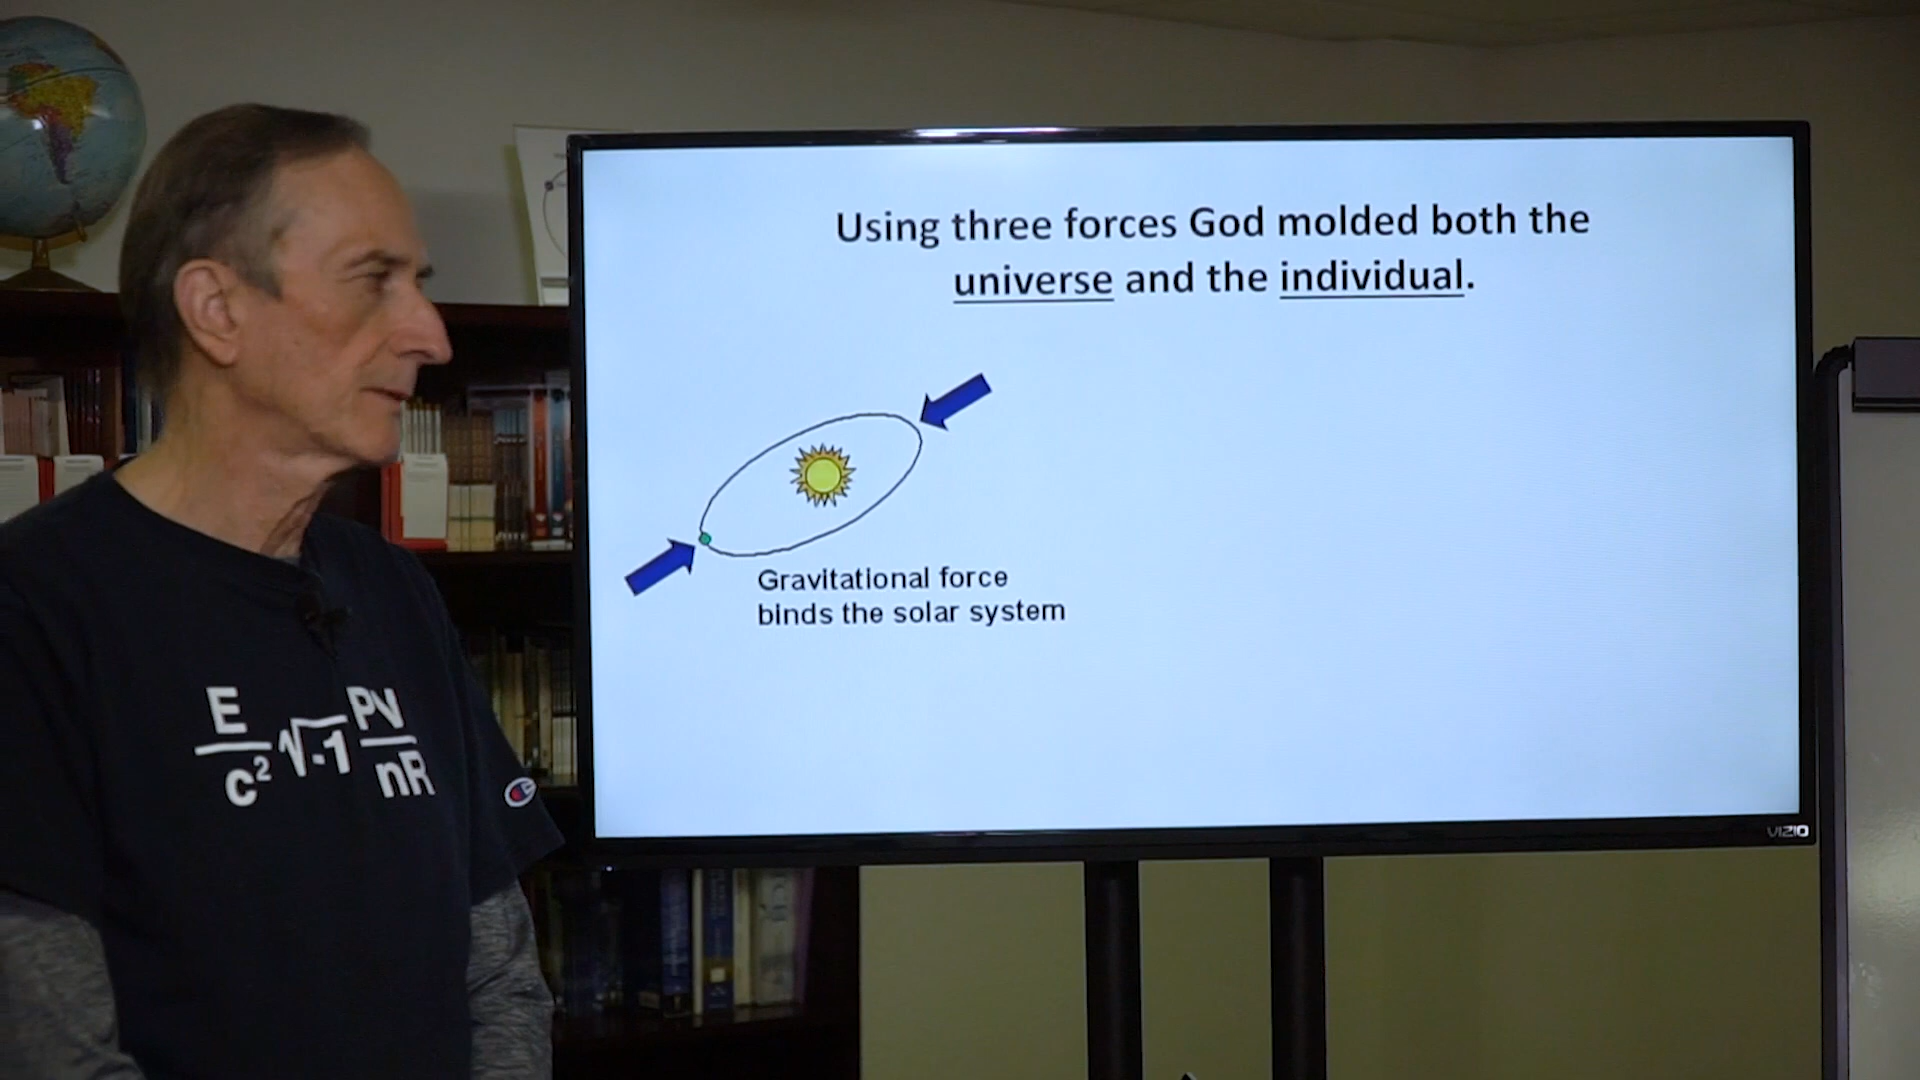 Using three forces God molded both the
universe and the individual.
Gravitational force
binds the solar system
E
c²
√-1
PV
nR
VIZIO